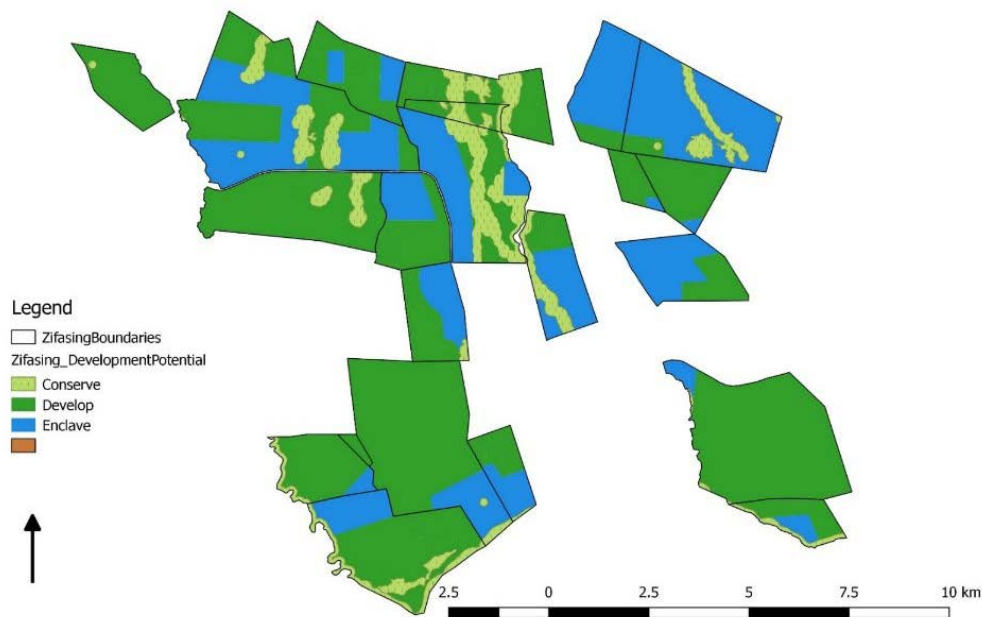 Legend
ZifasingBoundaries
Zifasing_DevelopmentPotential
Conserve
Develop
Enclave
2.5 0 2.5 5 7.5 10 km